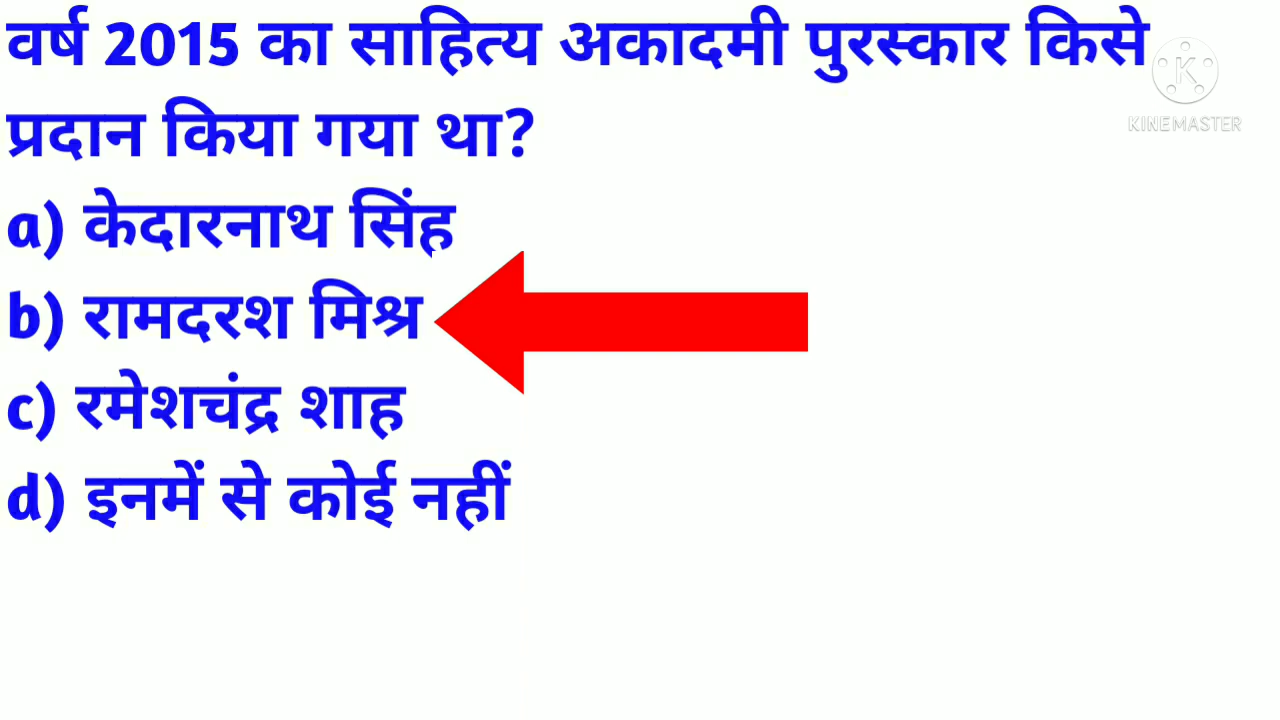 वर्ष 2015 का साहित्य अकादमी पुरस्कार किसे
प्रदान किया गया था?
a) केदारनाथ सिंह
b) रामदरश मिश्र
c) रमेशचंद्र शाह
d) इनमें से कोई नहीं
K
KINEMASTER